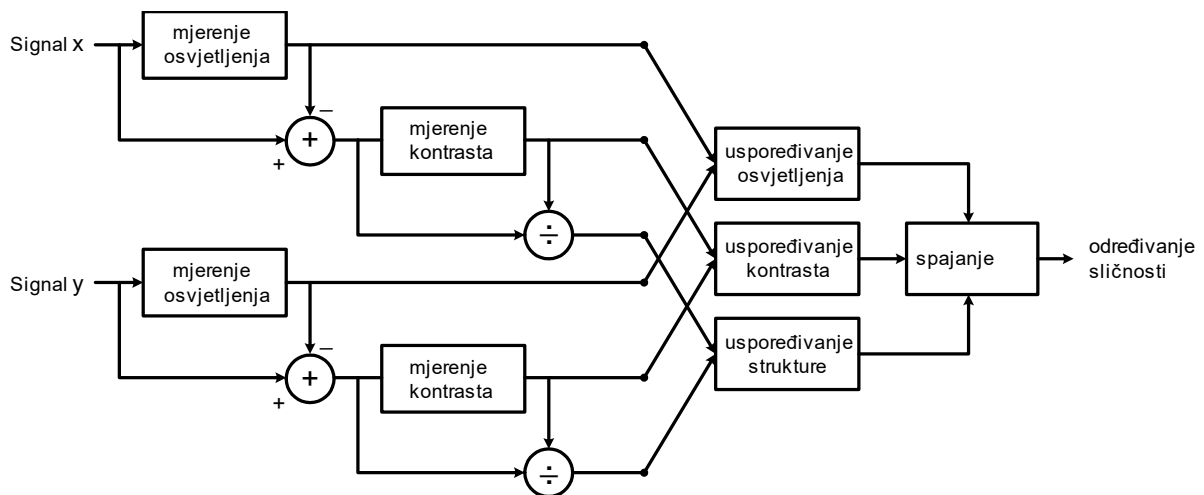 Signal x
mjerenje
osvjetljenja
–
+
+
mjerenje
kontrasta
÷
Signal y
mjerenje
osvjetljenja
–
+
+
mjerenje
kontrasta
÷
uspoređivanje
osvjetljenja
uspoređivanje
kontrasta
uspoređivanje
strukture
spajanje
određivanje
sličnosti